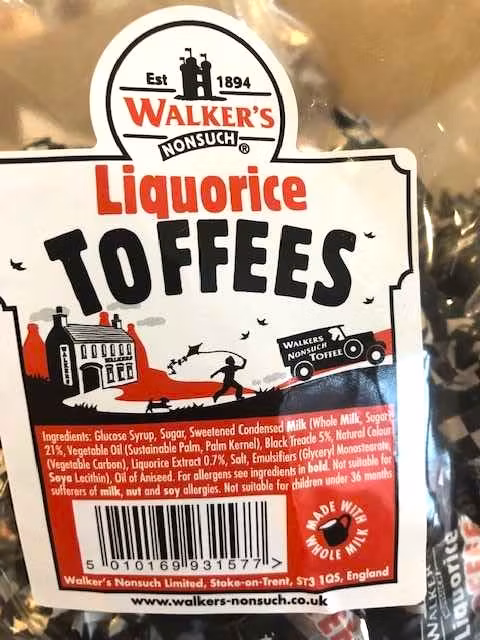 Est 1894
WALKER'S
NONSUCH®
Liquorice
TOFFEES
WALKERS
WALKERS
WALKERS
NONSUCH
TOFFEE
Ingredients: Glucose Syrup, Sugar, Sweetened Condensed Milk (Whole Milk, Sugar)
21%, Vegetable Oil (Sustainable Palm, Palm Kernel), Black Treacle 5%, Natural Colour
(Vegetable Carbon), Liquorice Extract 0.7%, Salt, Emulsifiers (Glyceryl Monostearate,
Soya Lecithin), Oil of Aniseed. For allergens see ingredients in bold. Not suitable for
sufferers of milk, nut and soy allergies. Not suitable for children under 36 months
MADE WITH
WHOLE MILK
5 010169 931577 >
Walker's Nonsuch Limited, Stoke-on-Trent, ST3 1QS, England
www.walkers-nonsuch.co.uk
WALKER
Liquorice